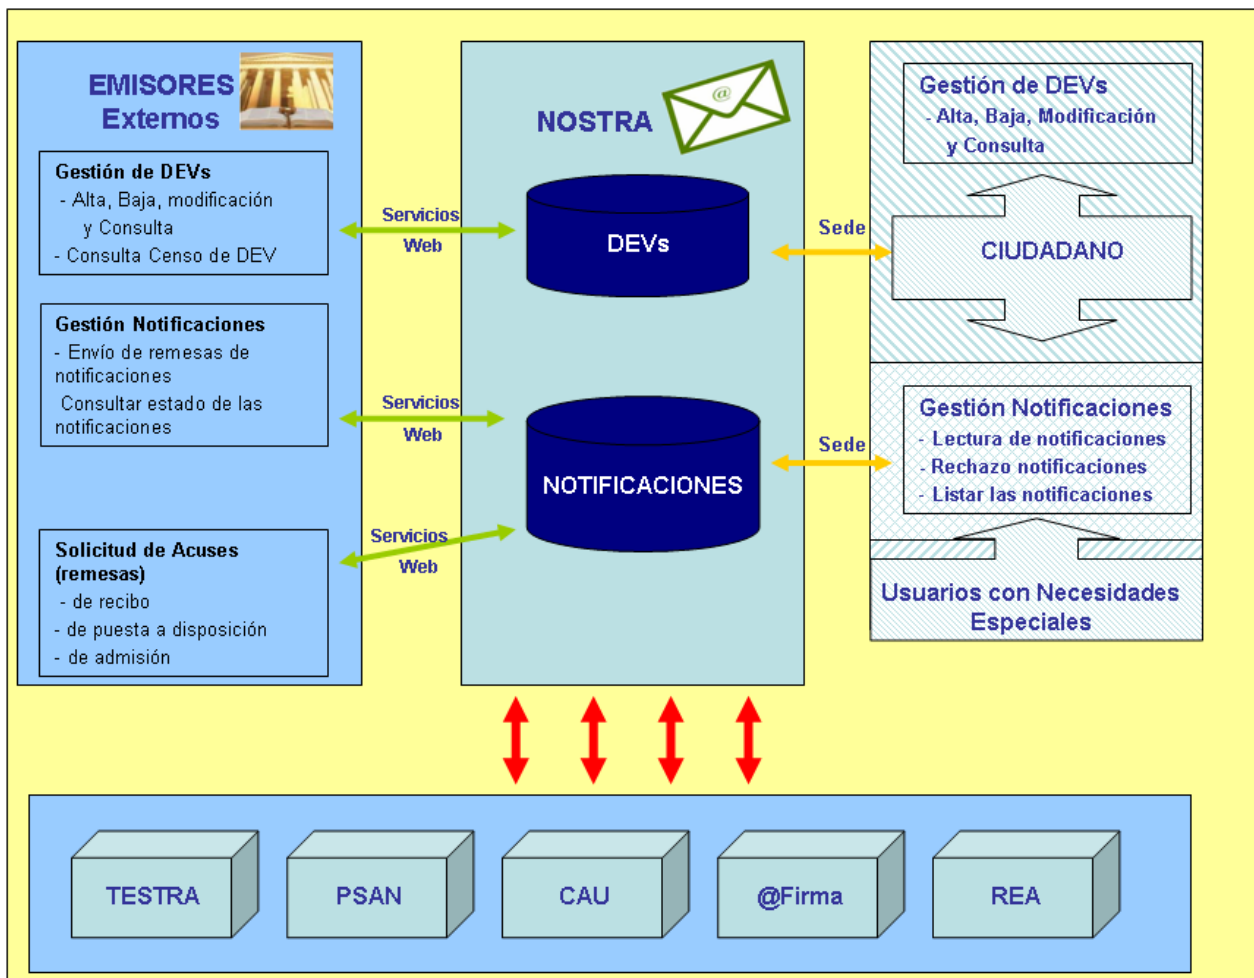 EMISORES
Externos
Gestión de DEVs
- Alta, Baja, modificación
y Consulta
- Consulta Censo de DEV
Gestión Notificaciones
- Envío de remesas de
notificaciones
Consultar estado de las
notificaciones
Solicitud de Acuses
(remesas)
- de recibo
- de puesta a disposición
- de admisión
Servicios
Web
Servicios
Web
Servicios
Web
NOSTRA
@
DEVs
NOTIFICACIONES
Sede
Sede
Gestión de DEVs
- Alta, Baja, Modificación
y Consulta
CIUDADANO
Gestión Notificaciones
- Lectura de notificaciones
- Rechazo notificaciones
- Listar las notificaciones
Usuarios con Necesidades
Especiales
TESTRA
PSAN
CAU
@Firma
REA